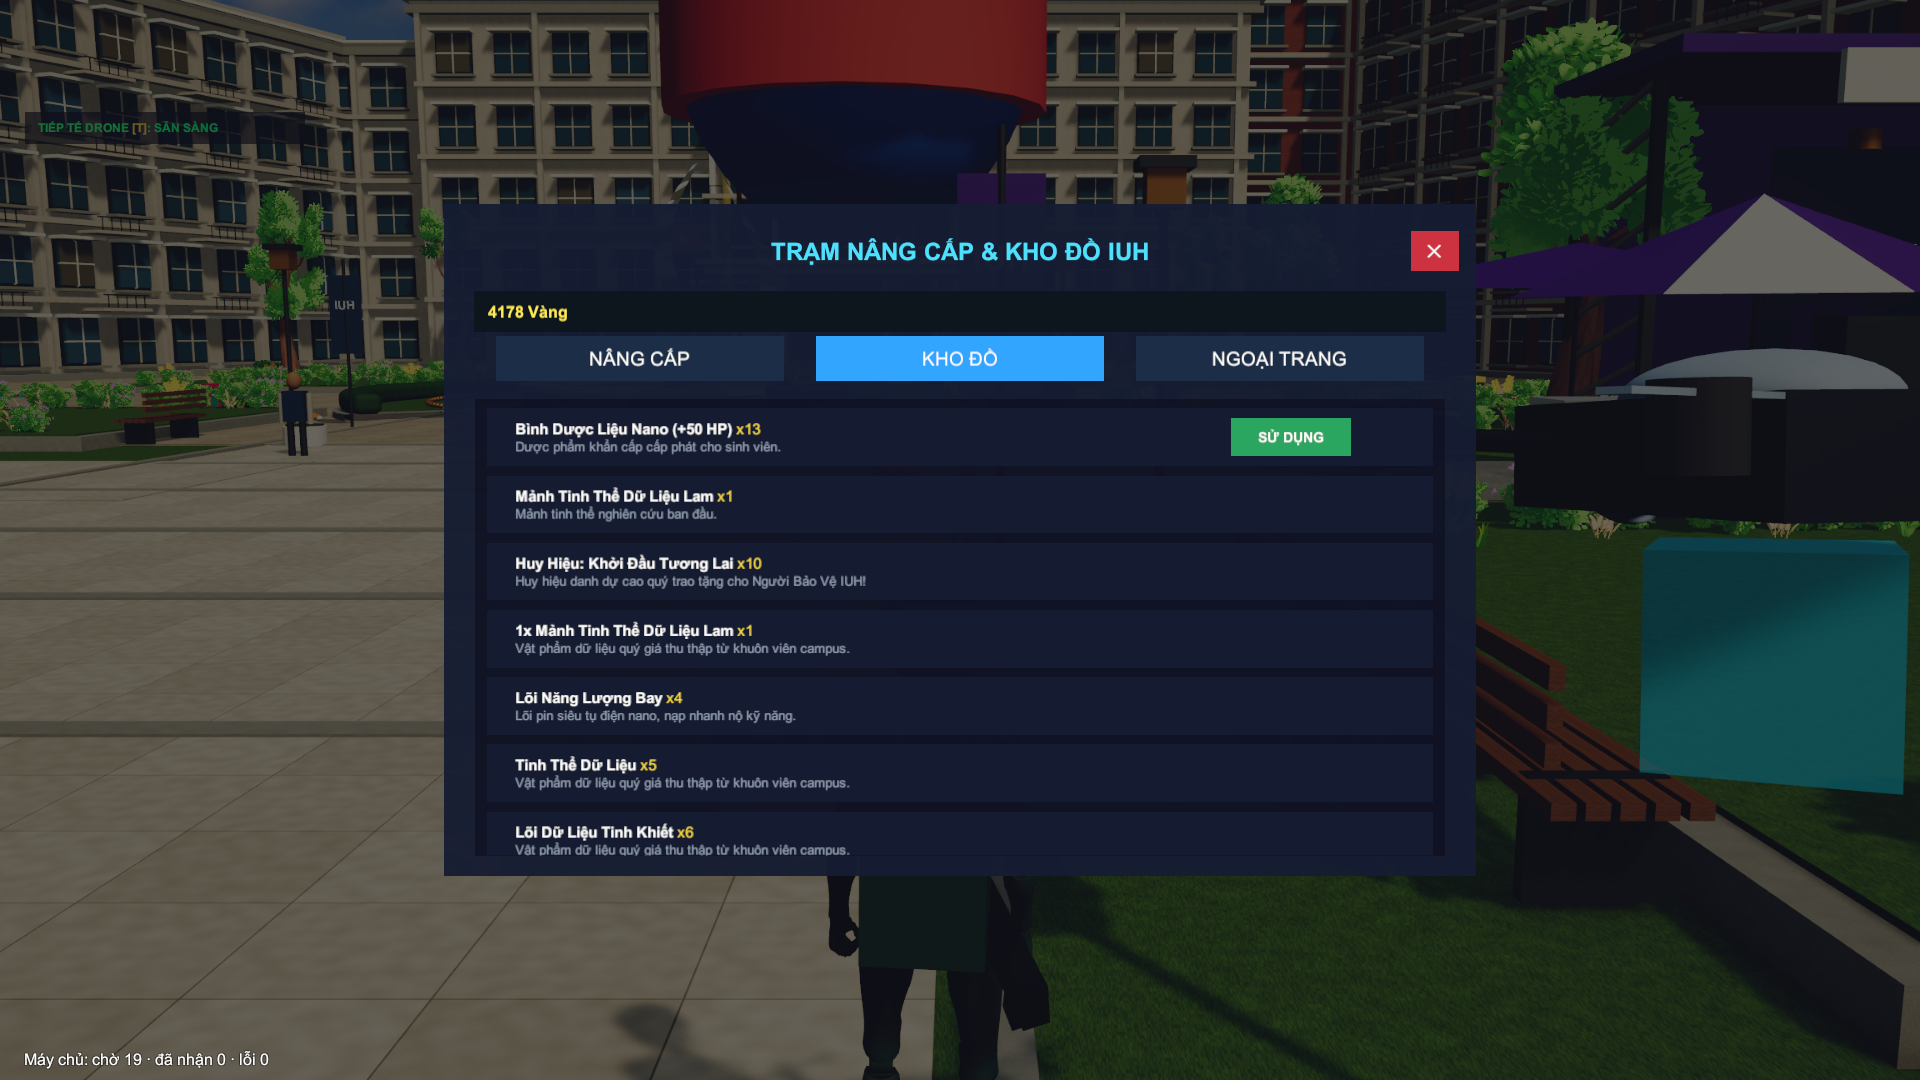 TIẾP TẾ DRONE [T]: SẴN SÀNG
IUH
TRẠM NÂNG CẤP & KHO ĐỒ IUH
4178 Vàng
NÂNG CẤP
KHO ĐỒ
NGOẠI TRANG
Bình Dược Liệu Nano (+50 HP) x13
Dược phẩm khẩn cấp cấp phát cho sinh viên.
SỬ DỤNG
Mảnh Tinh Thể Dữ Liệu Lam x1
Mảnh tinh thể nghiên cứu ban đầu.
Huy Hiệu: Khởi Đầu Tương Lai x10
Huy hiệu danh dự cao quý trao tặng cho Người Bảo Vệ IUH!
1x Mảnh Tinh Thể Dữ Liệu Lam x1
Vật phẩm dữ liệu quý giá thu thập từ khuôn viên campus.
Lõi Năng Lượng Bay x4
Lõi pin siêu tụ điện nano, nạp nhanh nộ kỹ năng.
Tinh Thể Dữ Liệu x5
Vật phẩm dữ liệu quý giá thu thập từ khuôn viên campus.
Lõi Dữ Liệu Tinh Khiết x6
Vật phẩm dữ liệu quý giá thu thập từ khuôn viên campus.
Máy chủ: chờ 19 · đã nhận 0 · lỗi 0